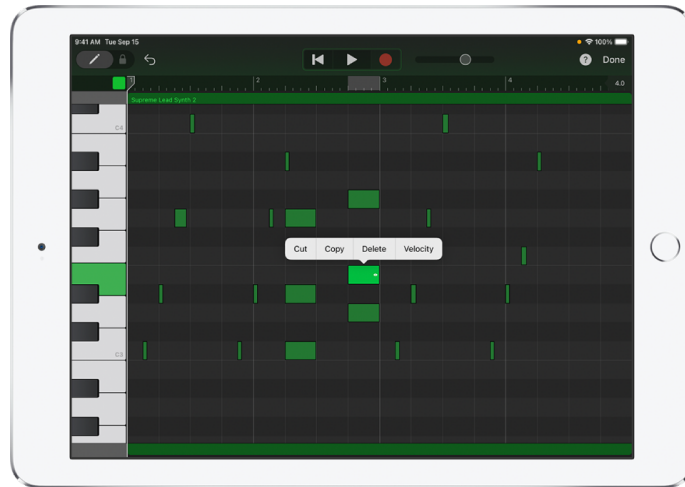 9:41 AM Tue Sep 15
100%
? Done
2 3 4 4.0
Supreme Lead Synth 2
C4
Cut Copy Delete Velocity
C3